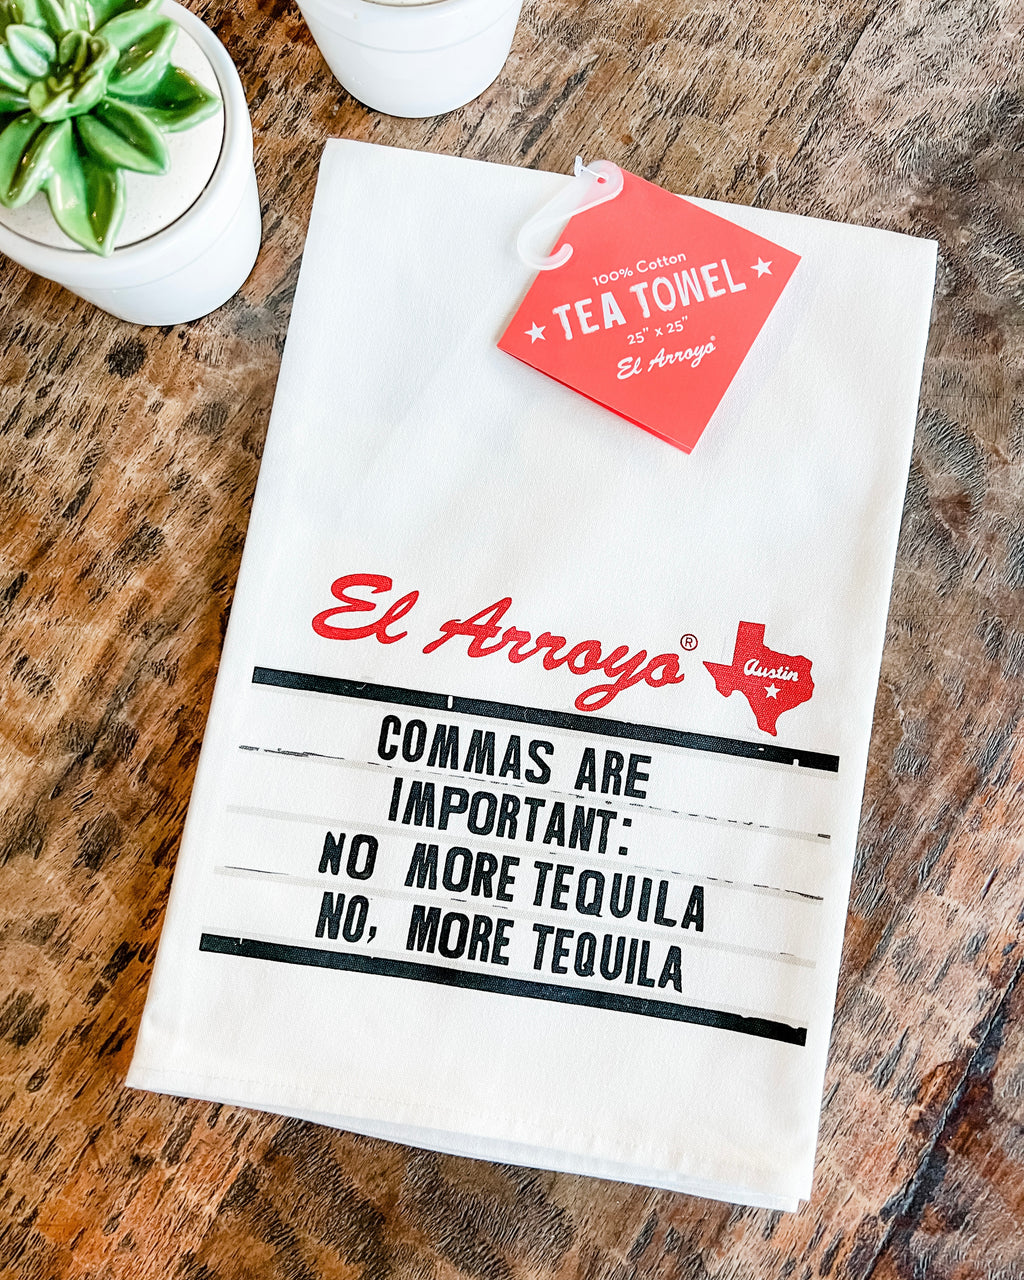 100% Cotton
TEA TOWEL
25" x 25"
El Arroyo®
El Arroyo®
Austin
COMMAS ARE
IMPORTANT:
NO MORE TEQUILA
NO, MORE TEQUILA